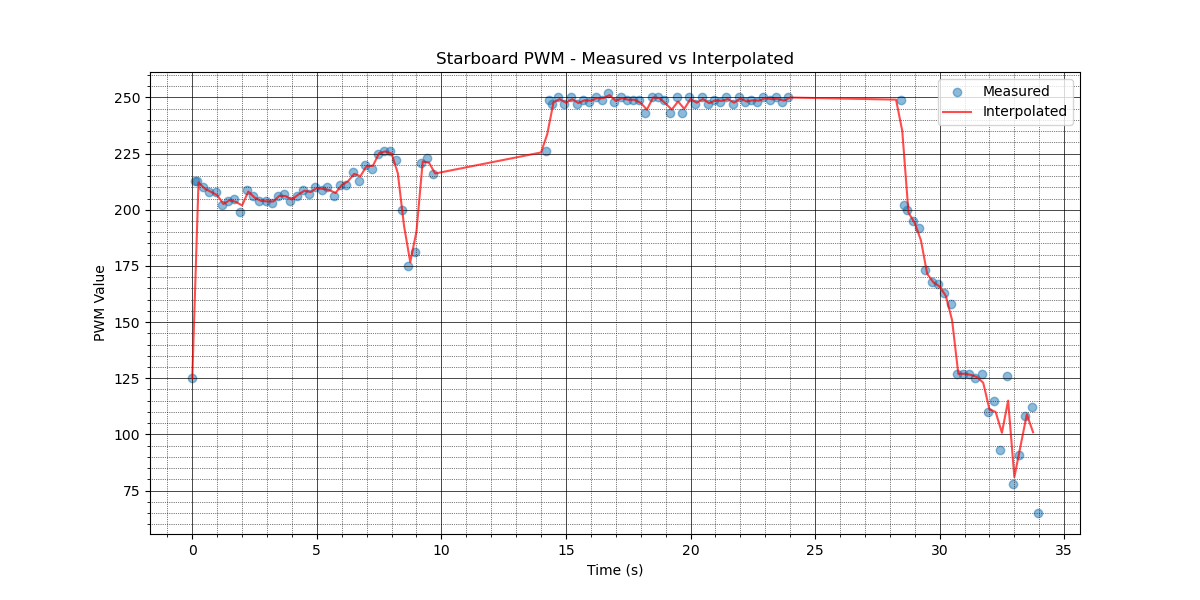 Starboard PWM - Measured vs Interpolated
Measured
Interpolated
250
225
200
175
150
125
100
75
PWM Value
0 5 10 15 20 25 30 35
Time (s)